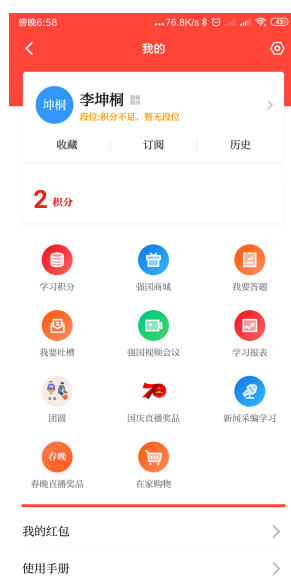 傍晚6:58 ...76.8K/s 42
我的
坤桐 李坤桐
段位:积分不足，暂无段位
收藏 订阅 历史
2 积分
学习积分 强国商城 我要答题
我要吐槽 强国视频会议 学习报表
70
团圆 国庆直播奖品 新闻采编学习
春晚
春晚直播奖品 在家购物
我的红包
使用手册